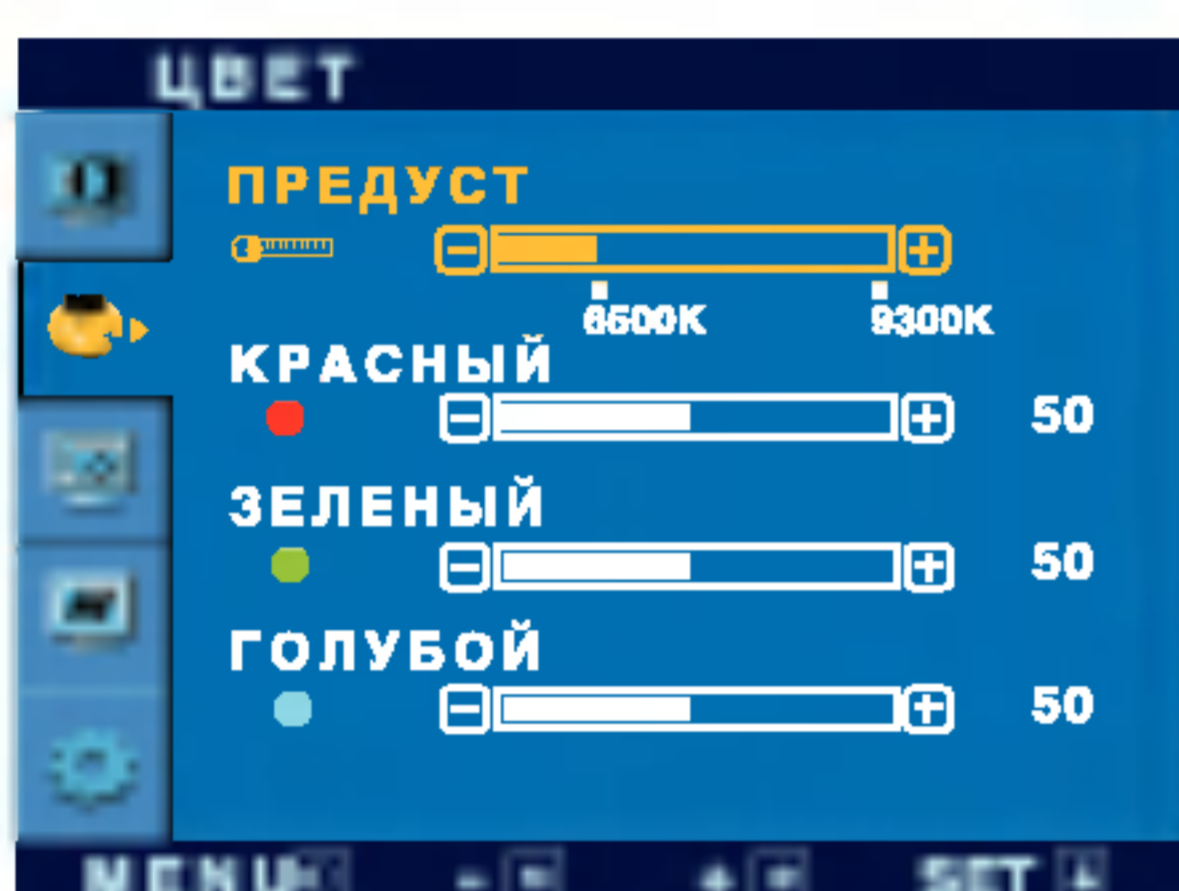 ЦВЕТ
ПРЕДУСТ
6500K 9300K
КРАСНЫЙ
50
ЗЕЛЕНЫЙ
50
ГОЛУБОЙ
50
MENU - + SET